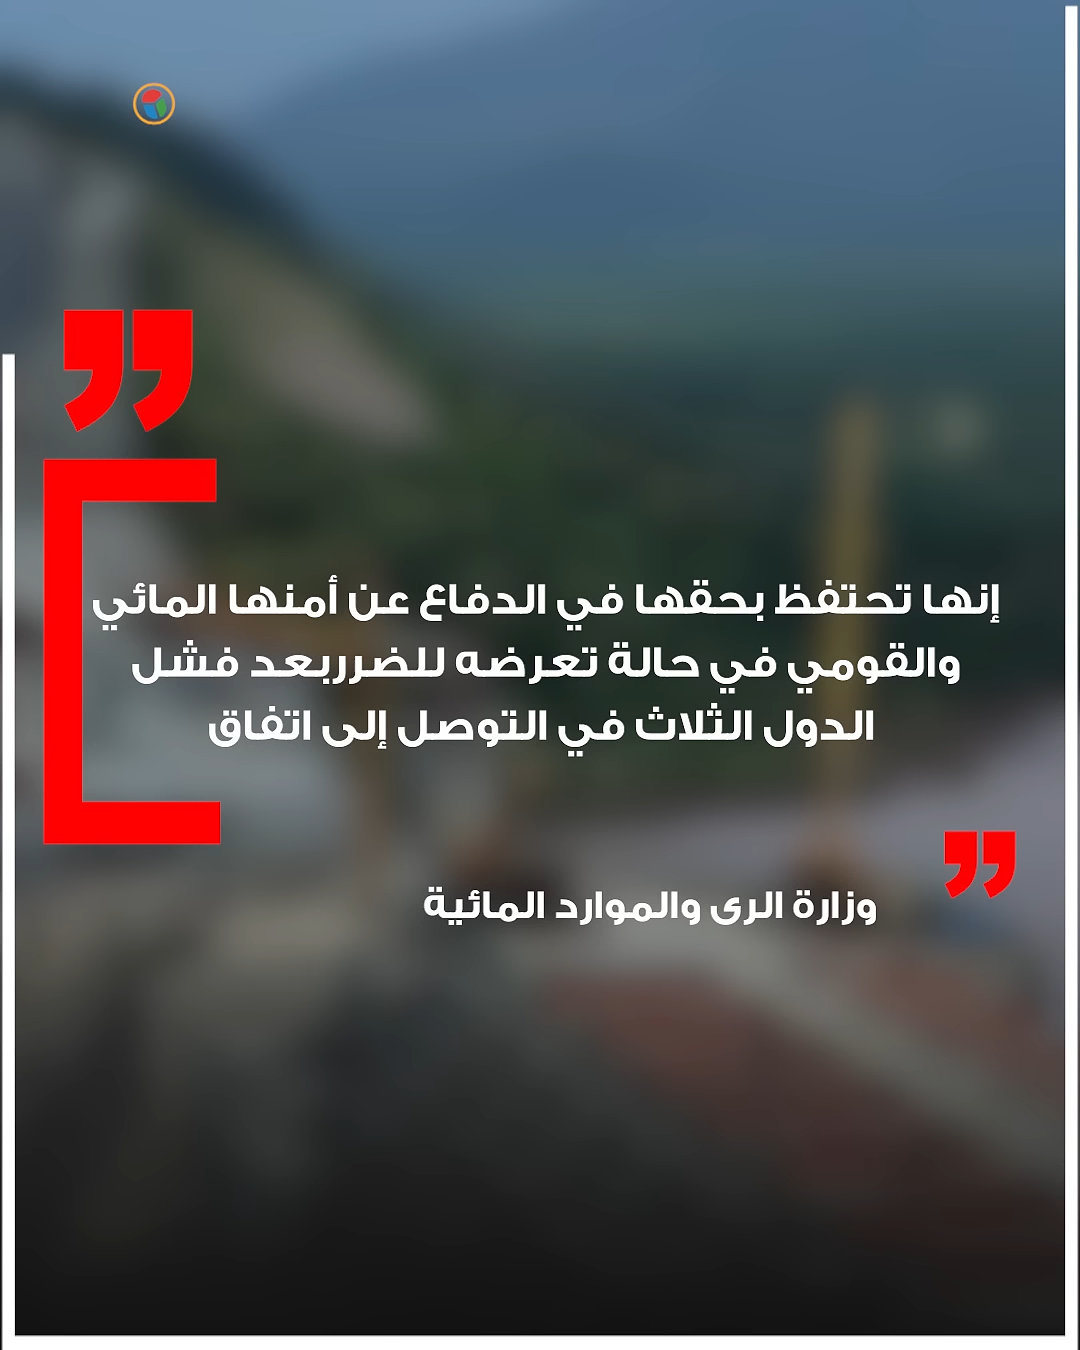 إنها تحتفظ بحقها في الدفاع عن أمنها المائي
والقومي في حالة تعرضه للضرربعد فشل
الدول الثلاث في التوصل إلى اتفاق
وزارة الرى والموارد المائية